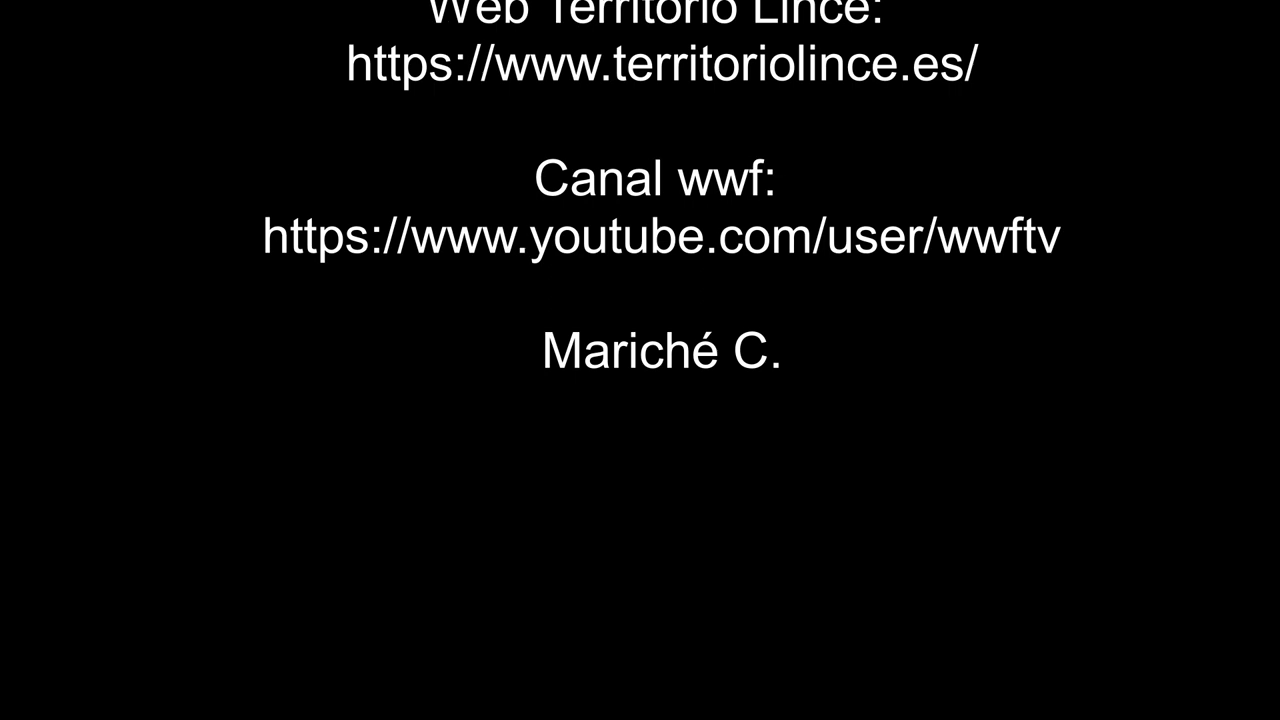 Web Territorio Lince:
https://www.territoriolince.es/
Canal wwf:
https://www.youtube.com/user/wwftv
Mariché C.